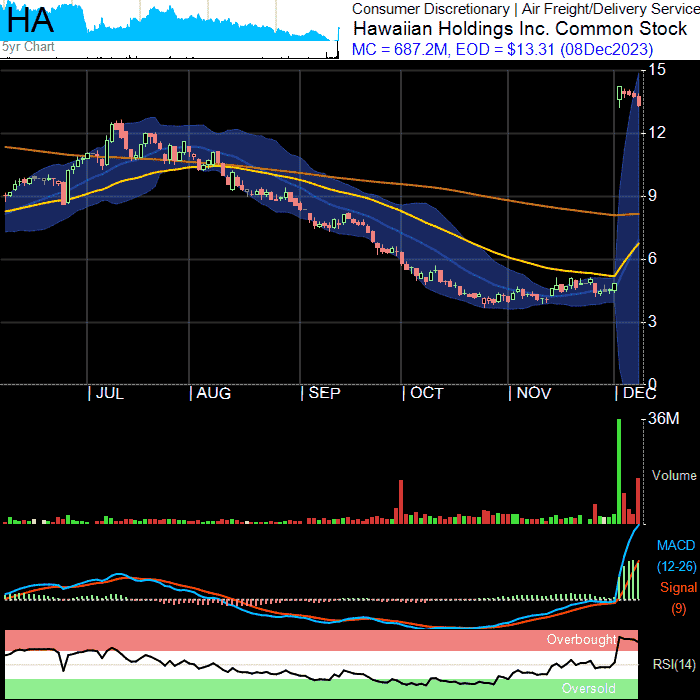 HA
Consumer Discretionary | Air Freight/Delivery Service
Hawaiian Holdings Inc. Common Stock
5yr Chart
MC = 687.2M, EOD = $13.31 (08Dec2023)
15
12
9
6
3
0
| JUL
| AUG
| SEP
| OCT
| NOV
| DEC
36M
Volume
MACD
(12-26)
Signal
(9)
Overbought
RSI(14)
Oversold